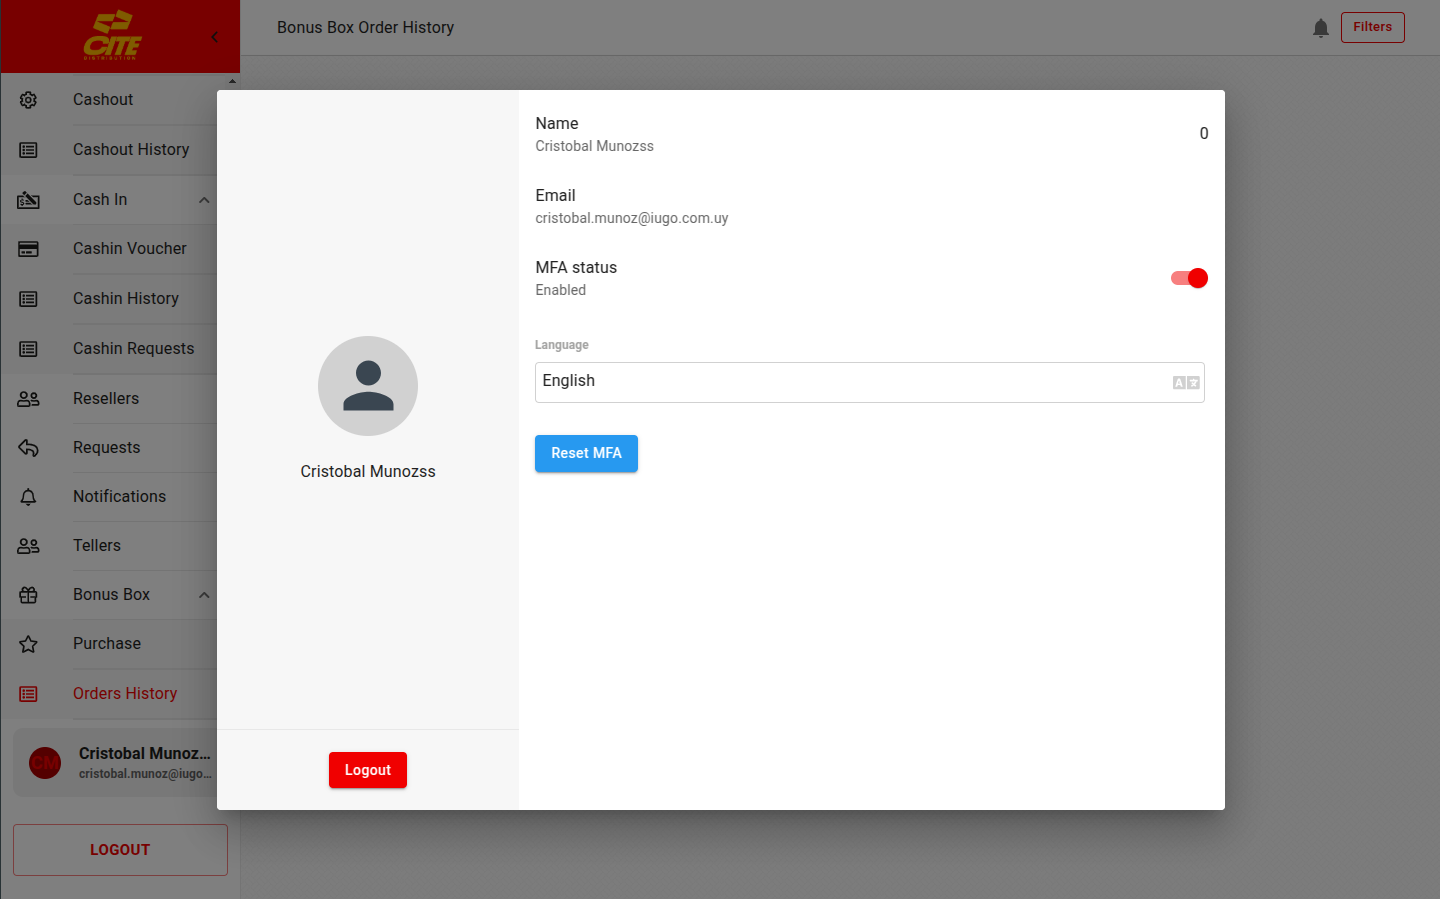 CITE
DISTRIBUTION
Bonus Box Order History
Filters
Cashout
Cashout History
Cash In
Cashin Voucher
Cashin History
Cashin Requests
Resellers
Requests
Notifications
Tellers
Bonus Box
Purchase
Orders History
CM
Cristobal Munoz...
cristobal.munoz@iugo...
LOGOUT
Cristobal Munozss
Logout
Name
Cristobal Munozss
0
Email
cristobal.munoz@iugo.com.uy
MFA status
Enabled
Language
English
Reset MFA